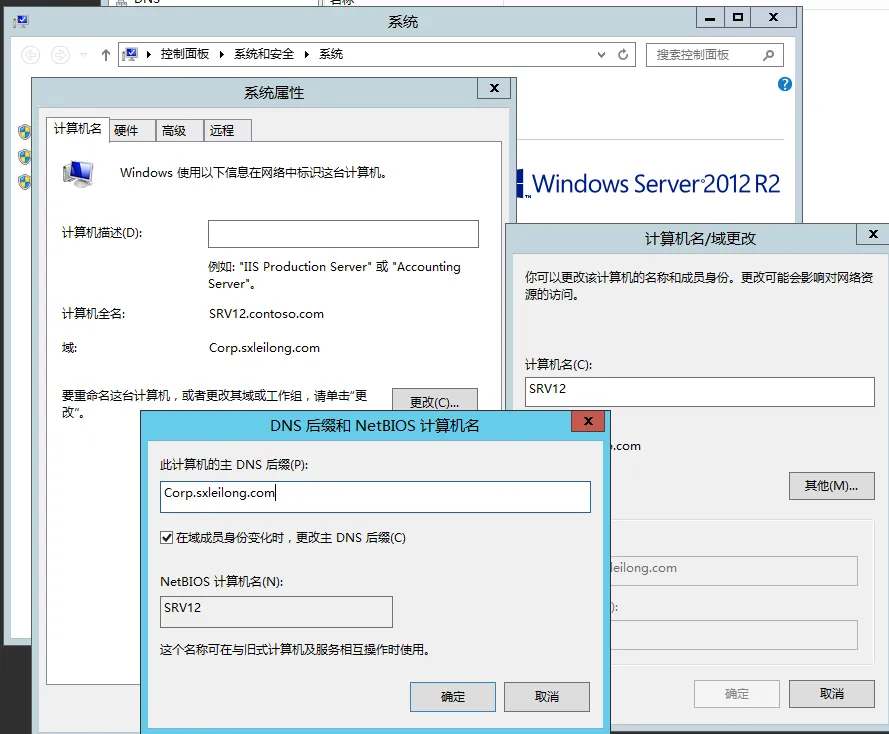 DNS
名称
系统
控制面板
系统和安全
系统
搜索控制面板
系统属性
计算机名
硬件
高级
远程
Windows 使用以下信息在网络中标识这台计算机。
Windows Server 2012 R2
计算机描述(D):
例如: "IIS Production Server" 或 "Accounting
Server"。
计算机全名:
SRV12.contoso.com
域:
Corp.sxleilong.com
要重命名这台计算机，或者更改其域或工作组，请单击"更
改"。
更改(C)...
计算机名/域更改
你可以更改该计算机的名称和成员身份。更改可能会影响对网络资
源的访问。
计算机名(C):
SRV12
.com
其他(M)...
leilong.com
):
确定
取消
DNS 后缀和 NetBIOS 计算机名
此计算机的主 DNS 后缀(P):
Corp.sxleilong.com
在域成员身份变化时，更改主 DNS 后缀(C)
NetBIOS 计算机名(N):
SRV12
这个名称可在与旧式计算机及服务相互操作时使用。
确定
取消